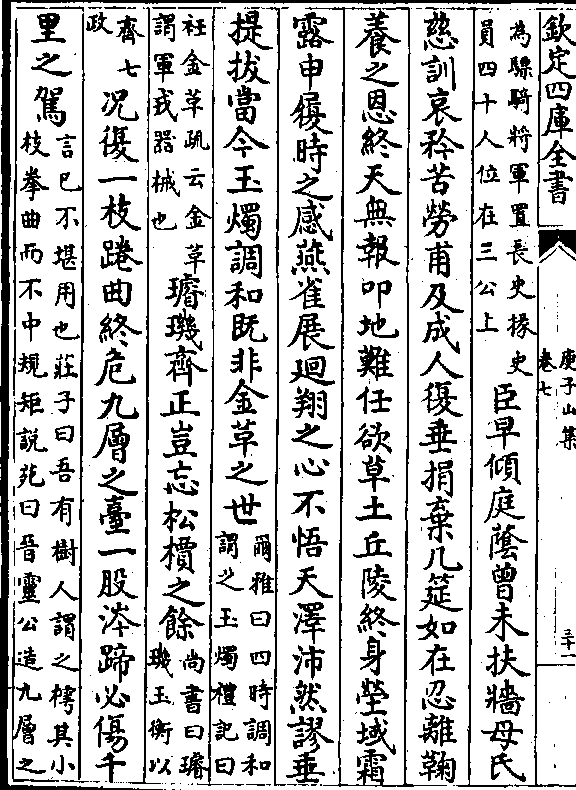 欽定四庫全書
庾子山集
卷七
三十一
為驃騎將軍置長史掾史
員四十人位在三公上
臣早傾庭蔭曾未扶牆母氏
慈訓哀矜苦勞甫及成人復垂捐棄几筵如在忍離鞠
養之恩終天無報叩地難任欲草土丘陵終身塋域霜
露申履時之感燕雀展迴翔之心不悟天澤沛然謬垂
提拔當今玉燭調和既非金草之世
爾雅曰四時調和
謂之玉燭禮記曰
衽金草疏云金草
謂軍戎器械也
璿璣齊正豈忘松檟之餘
尚書曰璿
璣玉衡以
齊七
政
况復一枝踡曲終危九層之臺一股涔蹄必傷千
里之駕
言已不堪用也莊子曰吾有樹人謂之樗其小
枝拳曲而不中規矩說苑曰晉靈公造九層之